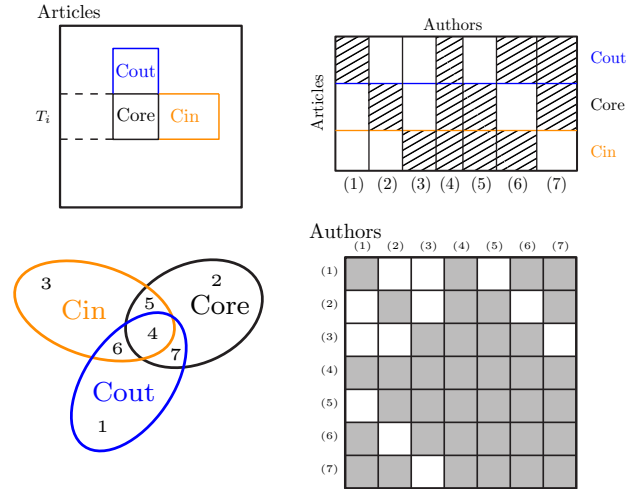 Articles
Cout
T_i
Core
Cin
Authors
Articles
Cout
Core
Cin
(1) (2) (3) (4) (5) (6) (7)
3
2
Cin
5
Core
4
6
7
Cout
1
Authors
(1) (2) (3) (4) (5) (6) (7)
(1)
(2)
(3)
(4)
(5)
(6)
(7)